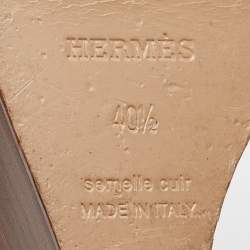 HERMÈS
40½
semelle cuir
MADE IN ITALY